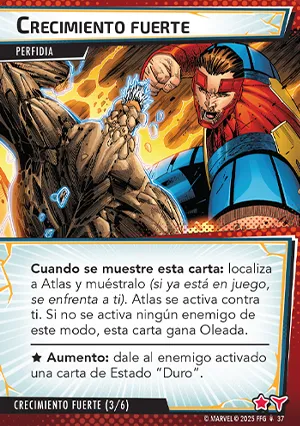 CRECIMIENTO FUERTE
PERFIDIA
Cuando se muestre esta carta: localiza
a Atlas y muéstralo (si ya está en juego,
se enfrenta a ti). Atlas se activa contra
ti. Si no se activa ningún enemigo de
este modo, esta carta gana Oleada.
★ Aumento: dale al enemigo activado
una carta de Estado "Duro".
CRECIMIENTO FUERTE (3/6)
© MARVEL © 2025 FFG 37